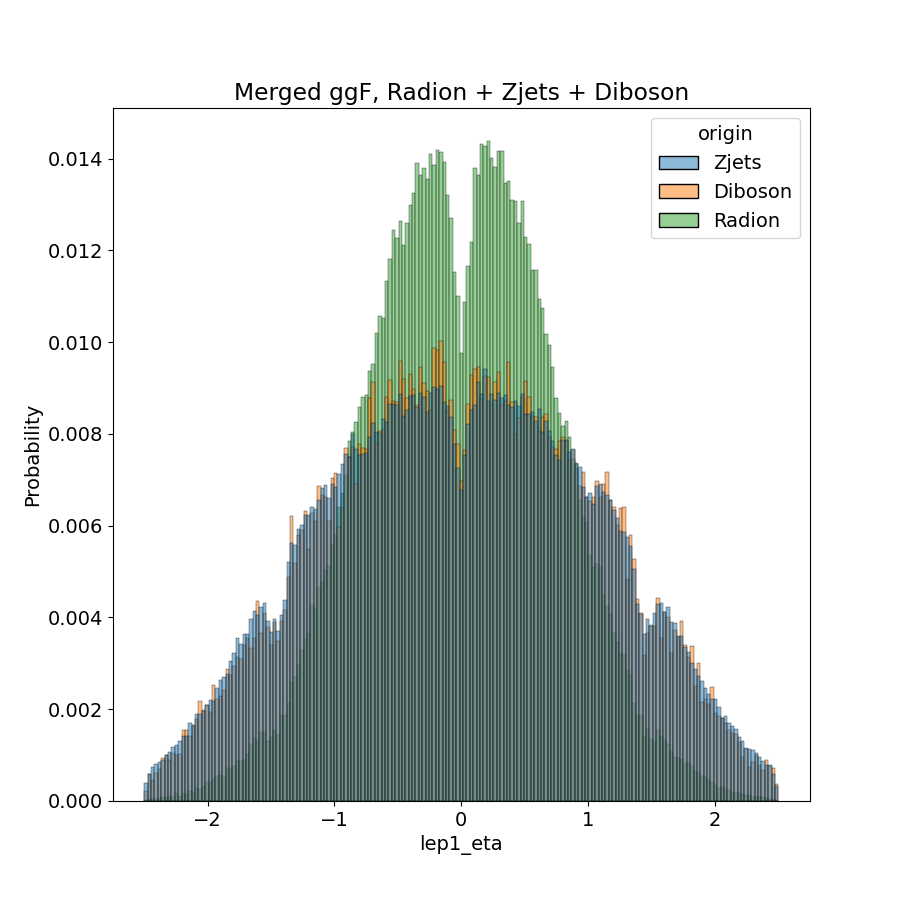 Merged ggF, Radion + Zjets + Diboson
origin
Zjets
Diboson
Radion
0.014
0.012
0.010
0.008
0.006
0.004
0.002
0.000
Probability
−2
−1
0
1
2
lep1_eta